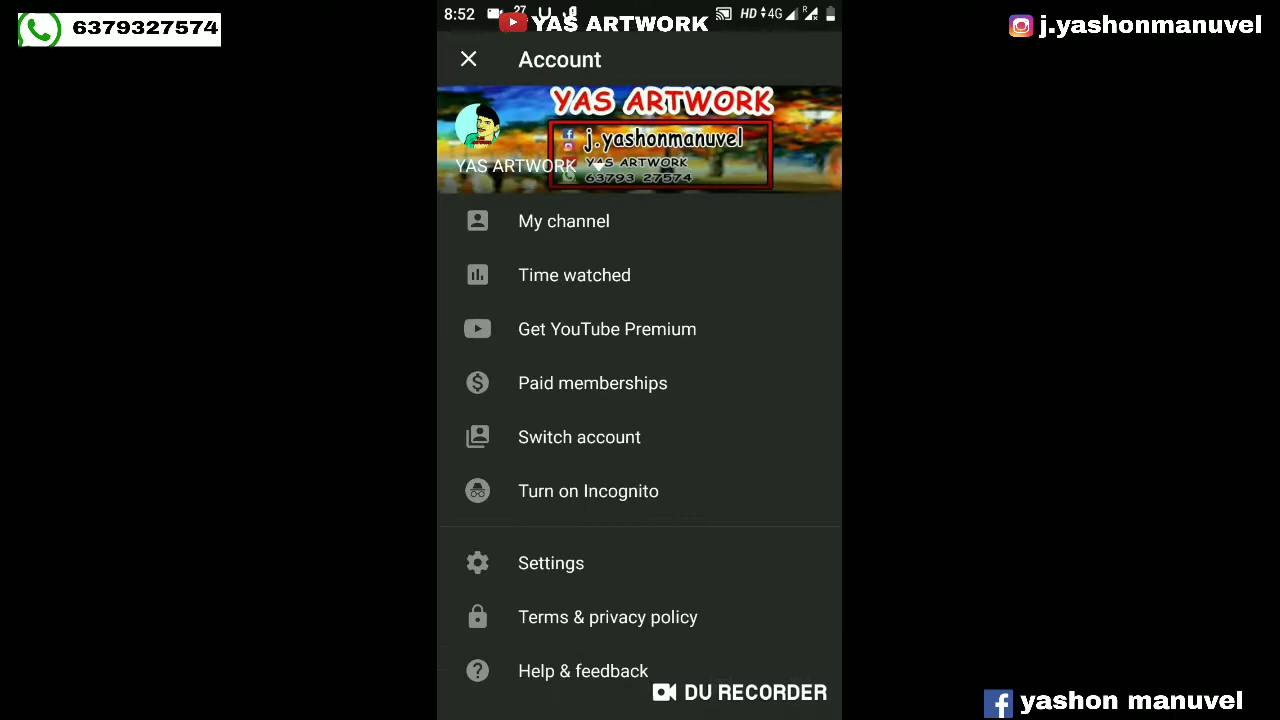 6379327574
8:52 27 HD 4G R
YAS ARTWORK
j.yashonmanuvel
Account
YAS ARTWORK
j.yashonmanuvel
YAS ARTWORK
YAS ARTWORK
63793 27574
My channel
Time watched
Get YouTube Premium
Paid memberships
Switch account
Turn on Incognito
Settings
Terms & privacy policy
Help & feedback
DU RECORDER
yashon manuvel